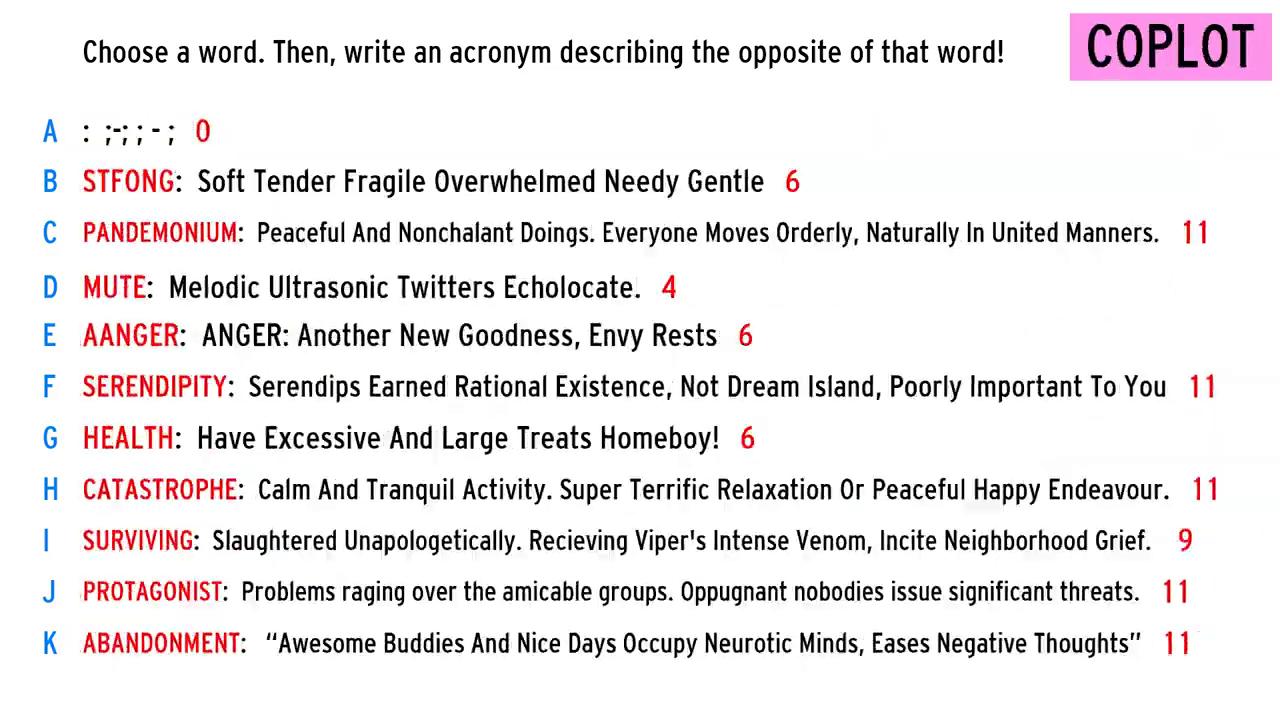 Choose a word. Then, write an acronym describing the opposite of that word!
COPLOT
A : ;-; ; - ; 0
B STFONG: Soft Tender Fragile Overwhelmed Needy Gentle 6
C PANDEMONIUM: Peaceful And Nonchalant Doings. Everyone Moves Orderly, Naturally In United Manners. 11
D MUTE: Melodic Ultrasonic Twitters Echolocate. 4
E AANGER: ANGER: Another New Goodness, Envy Rests 6
F SERENDIPITY: Serendips Earned Rational Existence, Not Dream Island, Poorly Important To You 11
G HEALTH: Have Excessive And Large Treats Homeboy! 6
H CATASTROPHE: Calm And Tranquil Activity. Super Terrific Relaxation Or Peaceful Happy Endeavour. 11
I SURVIVING: Slaughtered Unapologetically. Recieving Viper's Intense Venom, Incite Neighborhood Grief. 9
J PROTAGONIST: Problems raging over the amicable groups. Oppugnant nobodies issue significant threats. 11
K ABANDONMENT: “Awesome Buddies And Nice Days Occupy Neurotic Minds, Eases Negative Thoughts” 11